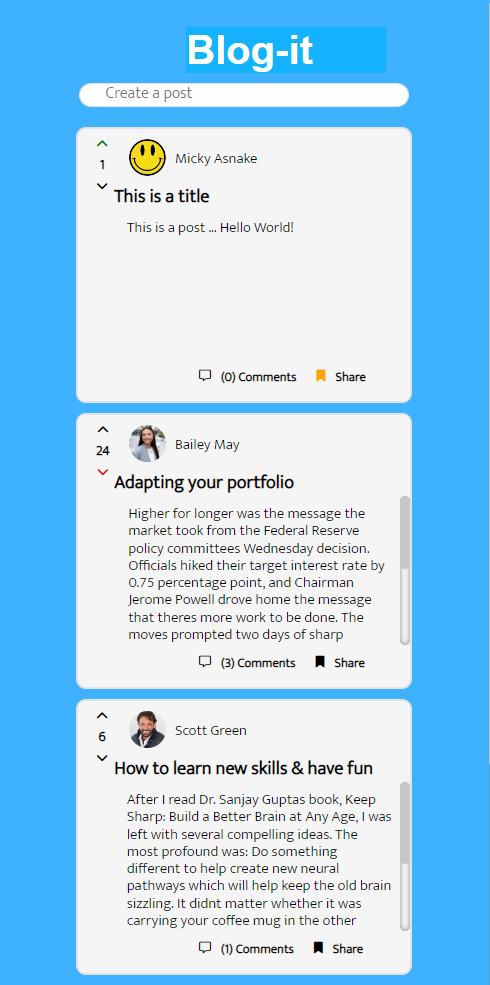 Blog-it
Create a post
Micky Asnake
1
This is a title
This is a post ... Hello World!
(0) Comments Share
Bailey May
24
Adapting your portfolio
Higher for longer was the message the
market took from the Federal Reserve
policy committees Wednesday decision.
Officials hiked their target interest rate by
0.75 percentage point, and Chairman
Jerome Powell drove home the message
that theres more work to be done. The
moves prompted two days of sharp
(3) Comments Share
Scott Green
6
How to learn new skills & have fun
After I read Dr. Sanjay Guptas book, Keep
Sharp: Build a Better Brain at Any Age, I was
left with several compelling ideas. The
most profound was: Do something
different to help create new neural
pathways which will help keep the old brain
sizzling. It didnt matter whether it was
carrying your coffee mug in the other
(1) Comments Share